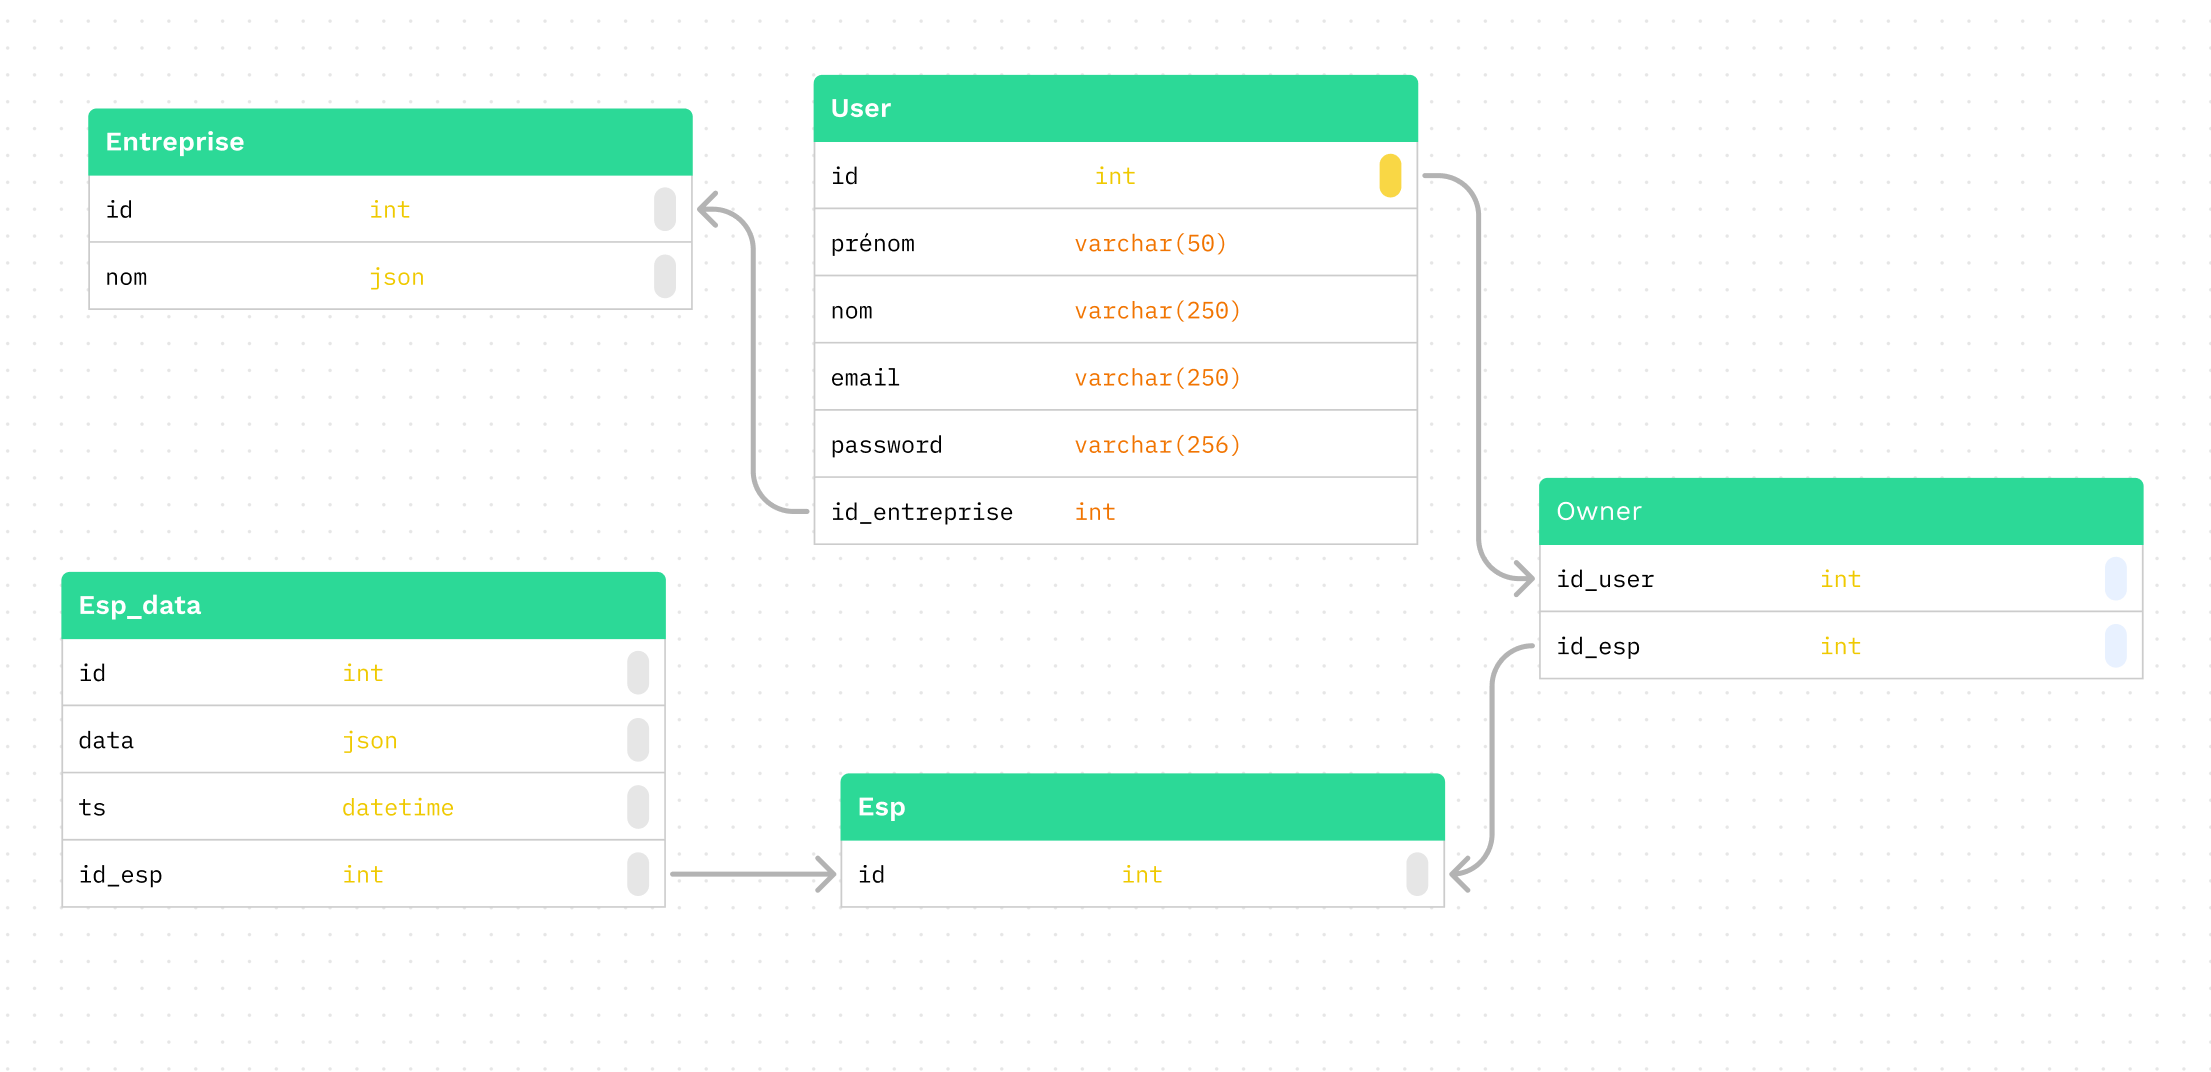 Entreprise
id int
nom json
User
id int
prénom varchar(50)
nom varchar(250)
email varchar(250)
password varchar(256)
id_entreprise int
Owner
id_user int
id_esp int
Esp_data
id int
data json
ts datetime
id_esp int
Esp
id int